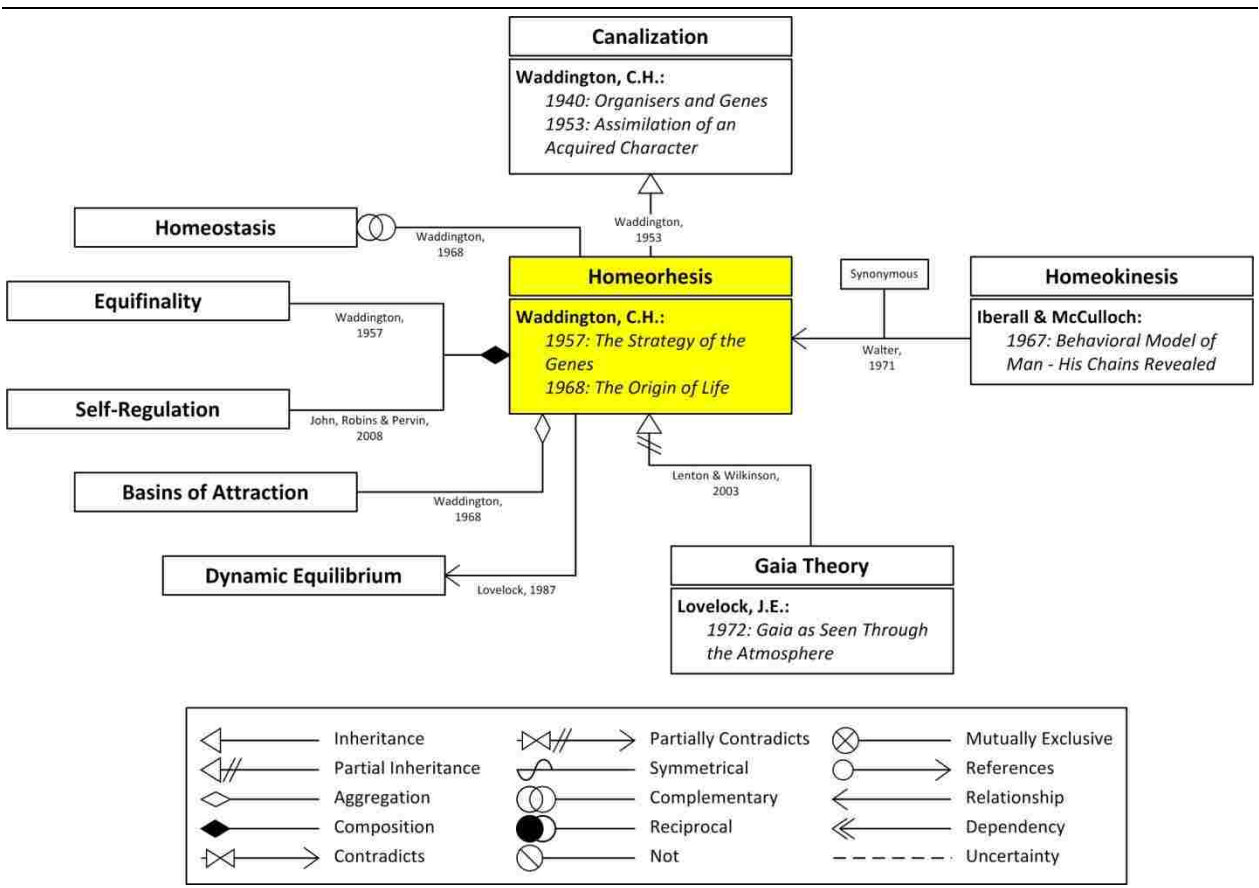 Canalization
Waddington, C.H.:
1940: Organisers and Genes
1953: Assimilation of an
Acquired Character
Homeostasis
Waddington,
1968
Waddington,
1953
Equifinality
Waddington,
1957
Homeorhesis
Waddington, C.H.:
1957: The Strategy of the
Genes
1968: The Origin of Life
Synonymous
Walter,
1971
Homeokinesis
Iberall & McCulloch:
1967: Behavioral Model of
Man - His Chains Revealed
Self-Regulation
John, Robins & Pervin,
2008
Basins of Attraction
Waddington,
1968
Lenton & Wilkinson,
2003
Dynamic Equilibrium
Lovelock, 1987
Gaia Theory
Lovelock, J.E.:
1972: Gaia as Seen Through
the Atmosphere
Inheritance
Partial Inheritance
Aggregation
Composition
Contradicts
Partially Contradicts
Symmetrical
Complementary
Reciprocal
Not
Mutually Exclusive
References
Relationship
Dependency
Uncertainty